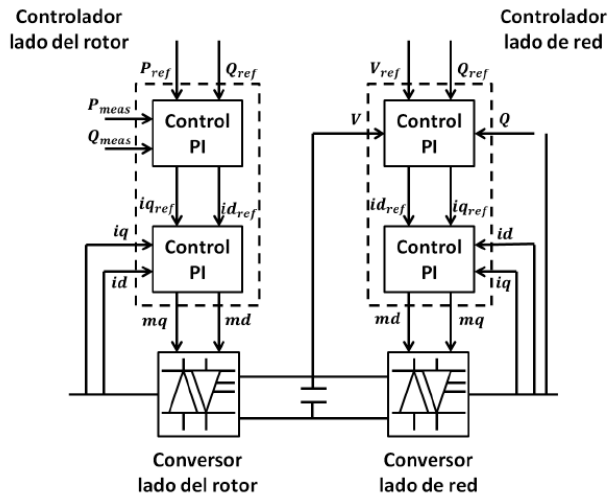 Controlador
lado del rotor
Controlador
lado de red
P_ref
Q_ref
V_ref
Q_ref
P_meas
Q_meas
Control
PI
V
Control
PI
Q
iq_ref
id_ref
id_ref
iq_ref
iq
id
Control
PI
Control
PI
id
iq
mq
md
md
mq
Conversor
lado del rotor
Conversor
lado de red